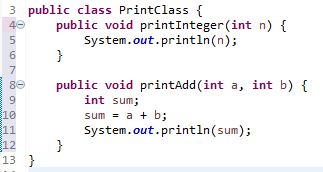 3 public class PrintClass {
4 public void printInteger(int n) {
5 System.out.println(n);
6 }
7
8 public void printAdd(int a, int b) {
9 int sum;
10 sum = a + b;
11 System.out.println(sum);
12 }
13 }